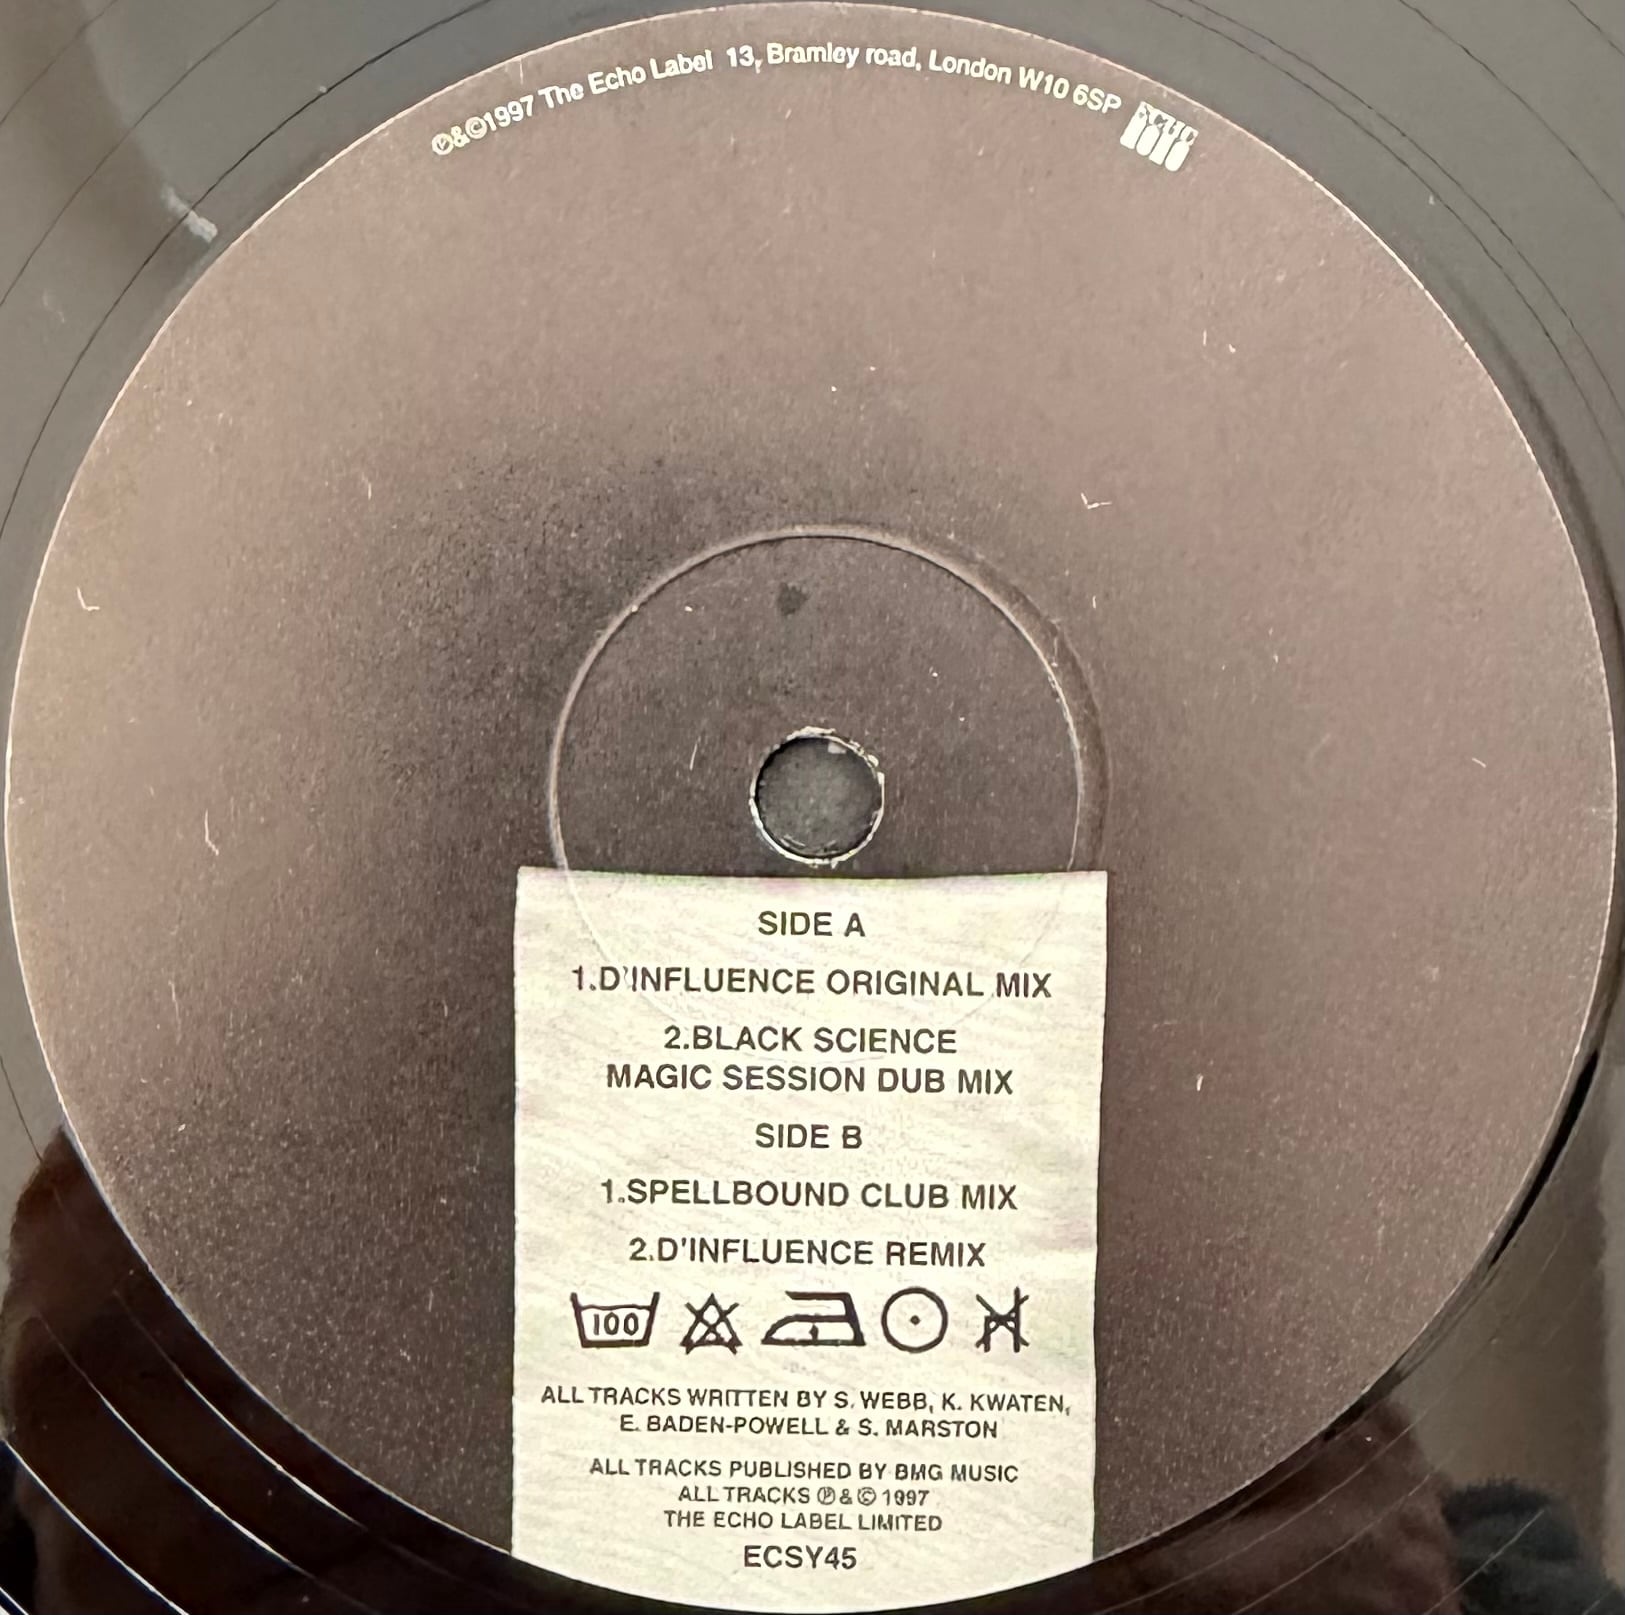 ℗&©1997 The Echo Label 13, Bramley road, London W10 6SP
ECHO
SIDE A
1.D'INFLUENCE ORIGINAL MIX
2.BLACK SCIENCE
MAGIC SESSION DUB MIX
SIDE B
1.SPELLBOUND CLUB MIX
2.D'INFLUENCE REMIX
100
ALL TRACKS WRITTEN BY S. WEBB, K. KWATEN,
E. BADEN-POWELL & S. MARSTON
ALL TRACKS PUBLISHED BY BMG MUSIC
ALL TRACKS ℗ & © 1997
THE ECHO LABEL LIMITED
ECSY45